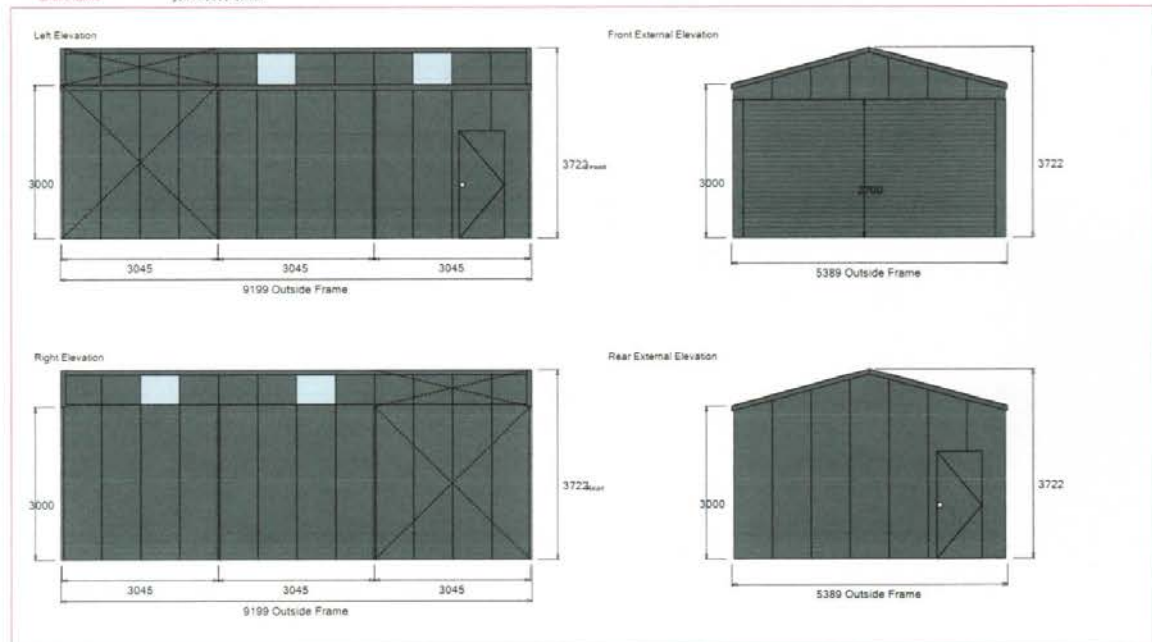 Left Elevation
3000
3722
3045
3045
3045
9199 Outside Frame
Front External Elevation
3000
2700
3722
5389 Outside Frame
Right Elevation
3000
3722
3045
3045
3045
9199 Outside Frame
Rear External Elevation
3000
3722
5389 Outside Frame